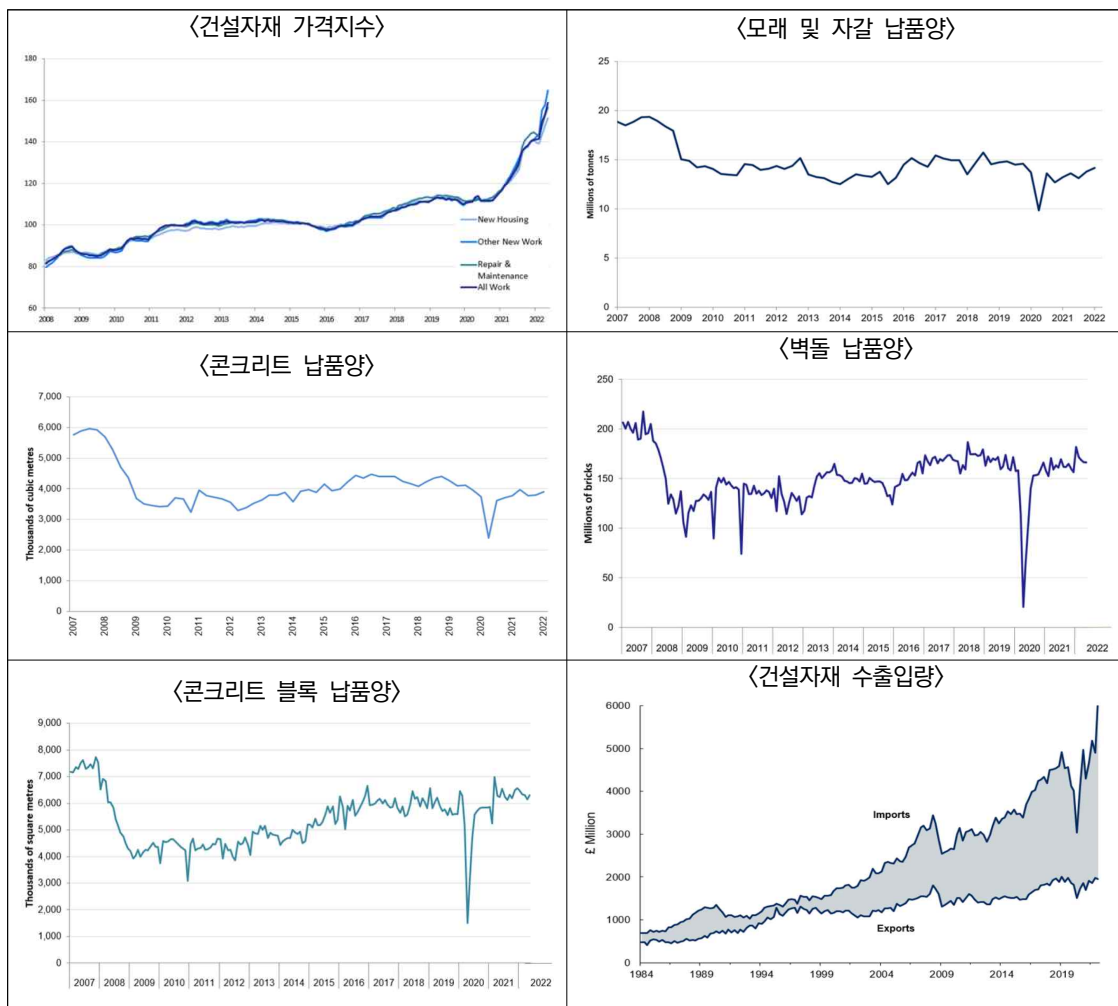 〈건설자재 가격지수〉
180
160
140
120
100
80
60
New Housing
Other New Work
Repair &
Maintenance
All Work
2008 2009 2010 2011 2012 2013 2014 2015 2016 2017 2018 2019 2020 2021 2022
〈모래 및 자갈 납품양〉
Millions of tonnes
25
20
15
10
5
0
2007 2008 2009 2010 2011 2012 2013 2014 2015 2016 2017 2018 2019 2020 2021 2022
〈콘크리트 납품양〉
Thousands of cubic metres
7,000
6,000
5,000
4,000
3,000
2,000
1,000
0
2007 2008 2009 2010 2011 2012 2013 2014 2015 2016 2017 2018 2019 2020 2021 2022
〈벽돌 납품양〉
Millions of bricks
250
200
150
100
50
0
2007 2008 2009 2010 2011 2012 2013 2014 2015 2016 2017 2018 2019 2020 2021 2022
〈콘크리트 블록 납품양〉
Thousands of square metres
9,000
8,000
7,000
6,000
5,000
4,000
3,000
2,000
1,000
0
2007 2008 2009 2010 2011 2012 2013 2014 2015 2016 2017 2018 2019 2020 2021 2022
〈건설자재 수출입량〉
£ Million
6000
5000
4000
3000
2000
1000
0
Imports
Exports
1984 1989 1994 1999 2004 2009 2014 2019